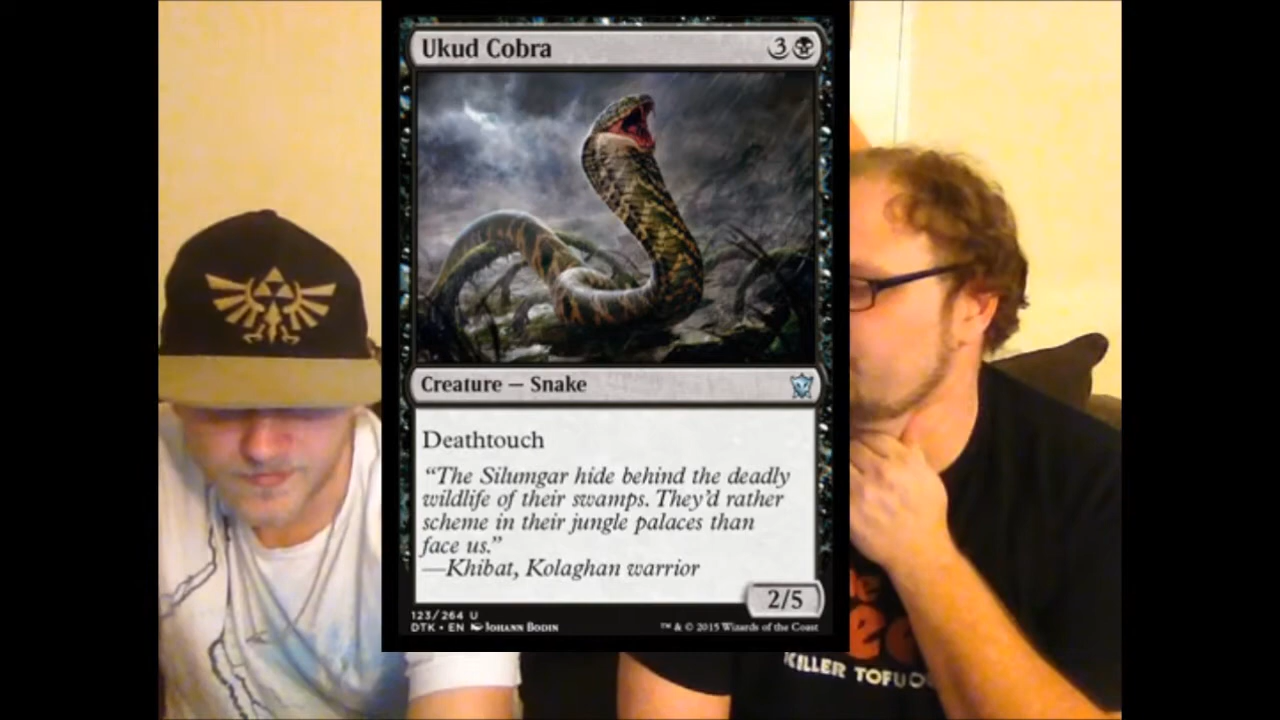 Ukud Cobra 3
Creature — Snake
Deathtouch
“The Silumgar hide behind the deadly
wildlife of their swamps. They’d rather
scheme in their jungle palaces than
face us.”
—Khibat, Kolaghan warrior
2/5
123/264 U
DTK • EN Johann Bodin ™ & © 2015 Wizards of the Coast
KILLER TOFU